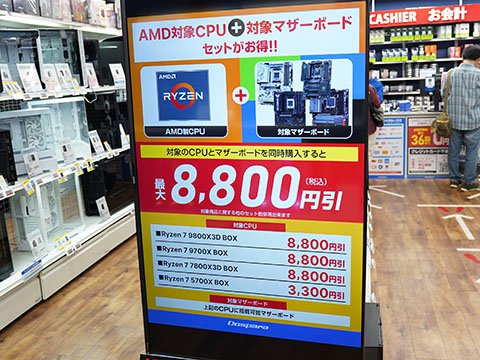 AMD対象CPU+対象マザーボード
セットがお得!!
AMD
RYZEN
AMD対象CPU
+
対象マザーボード
対象のCPUとマザーボードを同時購入すると
最大8,800円引(税込)
対象CPU
■Ryzen 7 9800X3D BOX 8,800円引
■Ryzen 7 9700X BOX 8,800円引
■Ryzen 7 7800X3D BOX 8,800円引
■Ryzen 7 5700X BOX 3,300円引
対象マザーボード
上記のCPUに搭載可能マザーボード
Dospara
CASHIER お会計
最大
36回